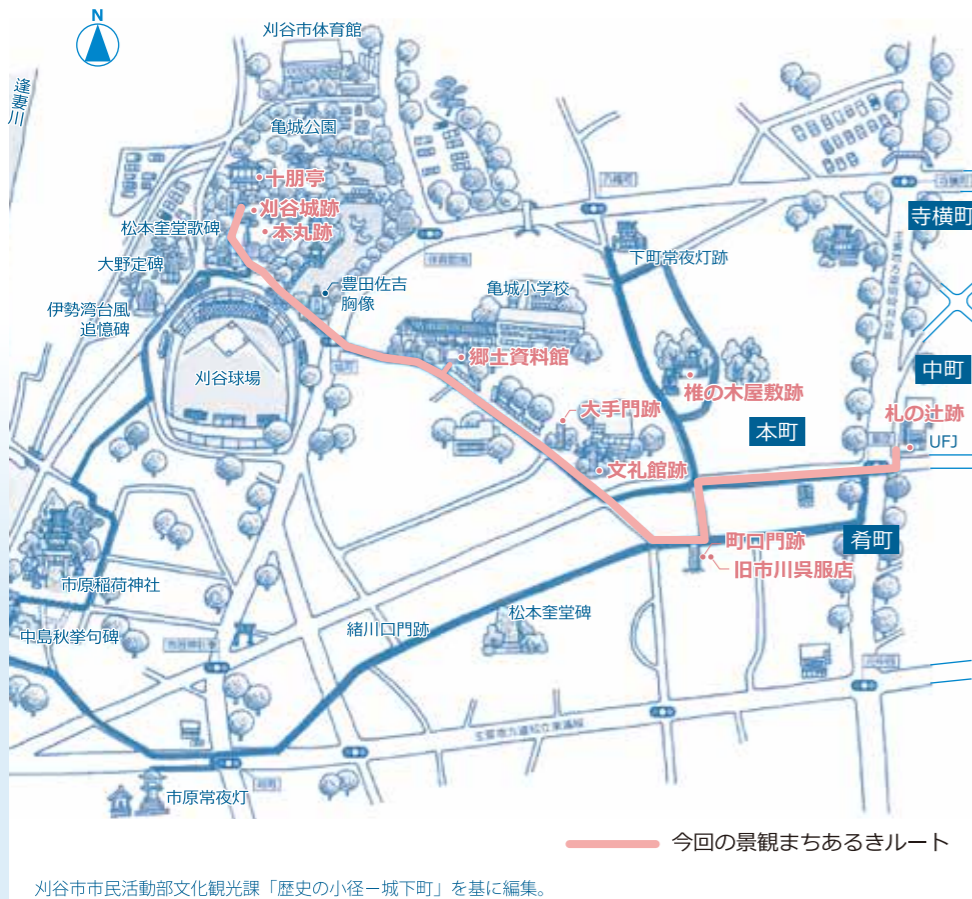 N
刈谷市体育館
逢妻川
亀城公園
十朋亭
刈谷城跡
松本奎堂歌碑
本丸跡
大野定碑
伊勢湾台風
追憶碑
豊田佐吉
胸像
下町常夜灯跡
寺横町
亀城小学校
郷土資料館
刈谷球場
椎の木屋敷跡
中町
大手門跡
札の辻跡
本町
UFJ
文礼館跡
町口門跡
肴町
旧市川呉服店
市原稲荷神社
松本奎堂碑
中島秋挙句碑
緒川口門跡
市原常夜灯
今回の景観まちあるきルート
刈谷市市民活動部文化観光課「歴史の小径－城下町」を基に編集。